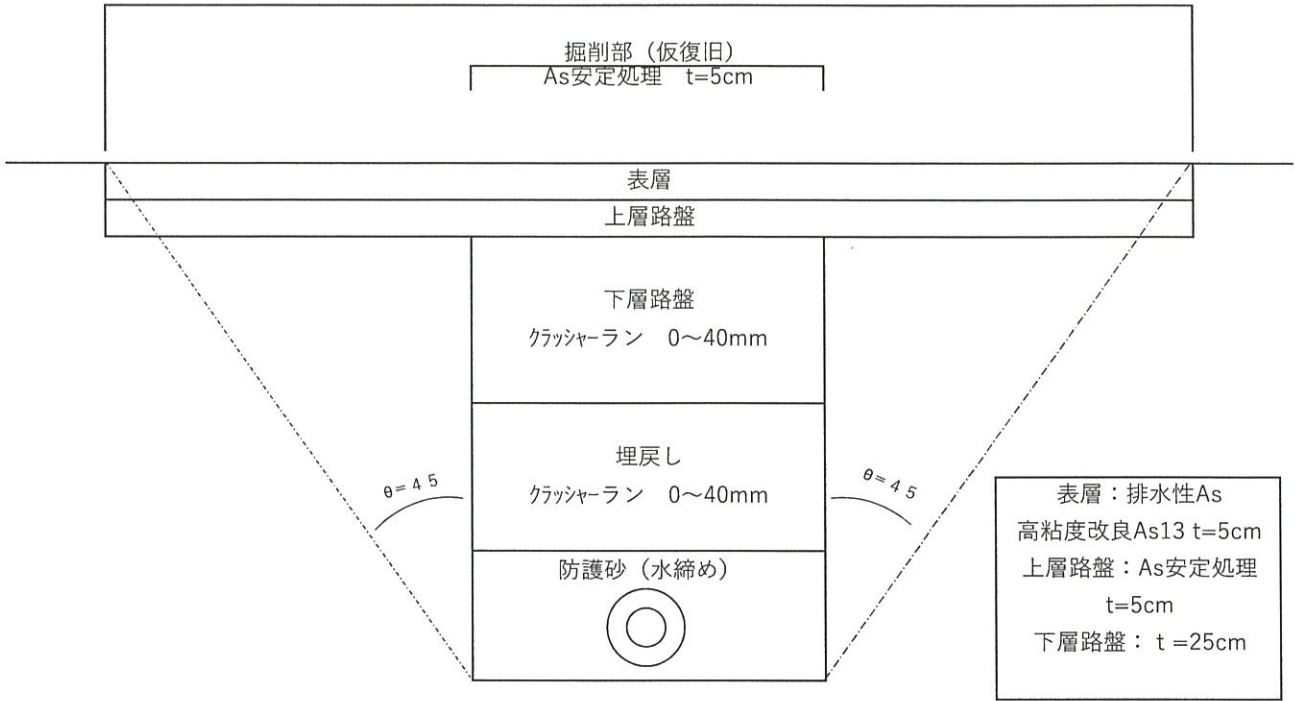 掘削部（仮復旧）
As安定処理　t=5cm
表層
上層路盤
下層路盤
ｸﾗｯｼｬｰラン　0～40mm
埋戻し
ｸﾗｯｼｬｰラン　0～40mm
θ=４５
θ=４５
防護砂（水締め）
表層：排水性As
高粘度改良As13 t=5cm
上層路盤：As安定処理
t=5cm
下層路盤：ｔ=25cm